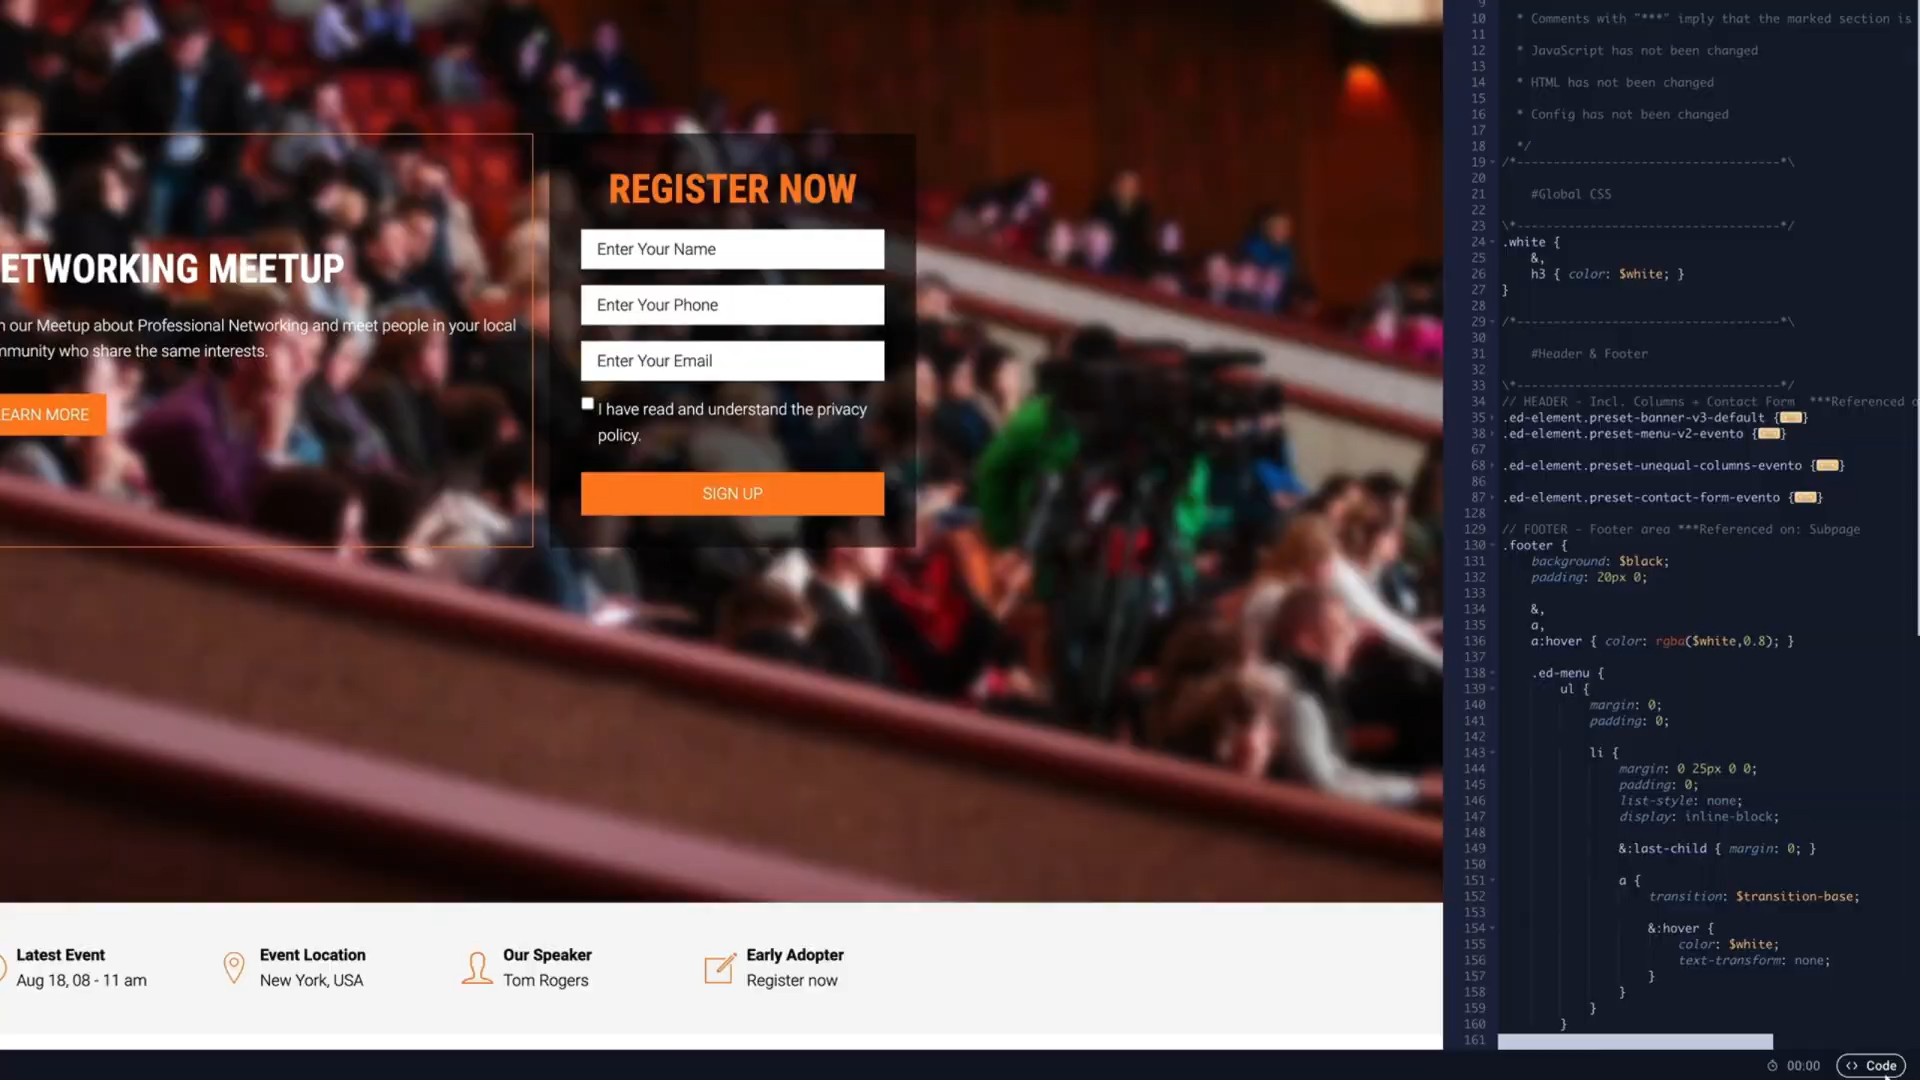 REGISTER NOW
Enter Your Name
Enter Your Phone
Enter Your Email
I have read and understand the privacy
policy.
SIGN UP
ETWORKING MEETUP
n our Meetup about Professional Networking and meet people in your local
mmunity who share the same interests.
EARN MORE
Latest Event
Aug 18, 08 - 11 am
Event Location
New York, USA
Our Speaker
Tom Rogers
Early Adopter
Register now
9
10 * Comments with "***" imply that the marked section is
11
12 * JavaScript has not been changed
13
14 * HTML has not been changed
15
16 * Config has not been changed
17
18 */
19 /*------------------------------------*\
20
21 #Global CSS
22
23 \*------------------------------------*/
24 .white {
25 &,
26 h3 { color: $white; }
27 }
28
29 /*------------------------------------*\
30
31 #Header & Footer
32
33 \*------------------------------------*/
34 // HEADER - Incl. Columns + Contact Form ***Referenced o
35 .ed-element.preset-banner-v3-default {
38 .ed-element.preset-menu-v2-evento {
67
68 .ed-element.preset-unequal-columns-evento {
86
87 .ed-element.preset-contact-form-evento {
128
129 // FOOTER - Footer area ***Referenced on: Subpage
130 .footer {
131 background: $black;
132 padding: 20px 0;
133
134 &,
135 a,
136 a:hover { color: rgba($white,0.8); }
137
138 .ed-menu {
139 ul {
140 margin: 0;
141 padding: 0;
142
143 li {
144 margin: 0 25px 0 0;
145 padding: 0;
146 list-style: none;
147 display: inline-block;
148
149 &:last-child { margin: 0; }
150
151 a {
152 transition: $transition-base;
153
154 &:hover {
155 color: $white;
156 text-transform: none;
157 }
158 }
159 }
160 }
161
00:00
<> Code